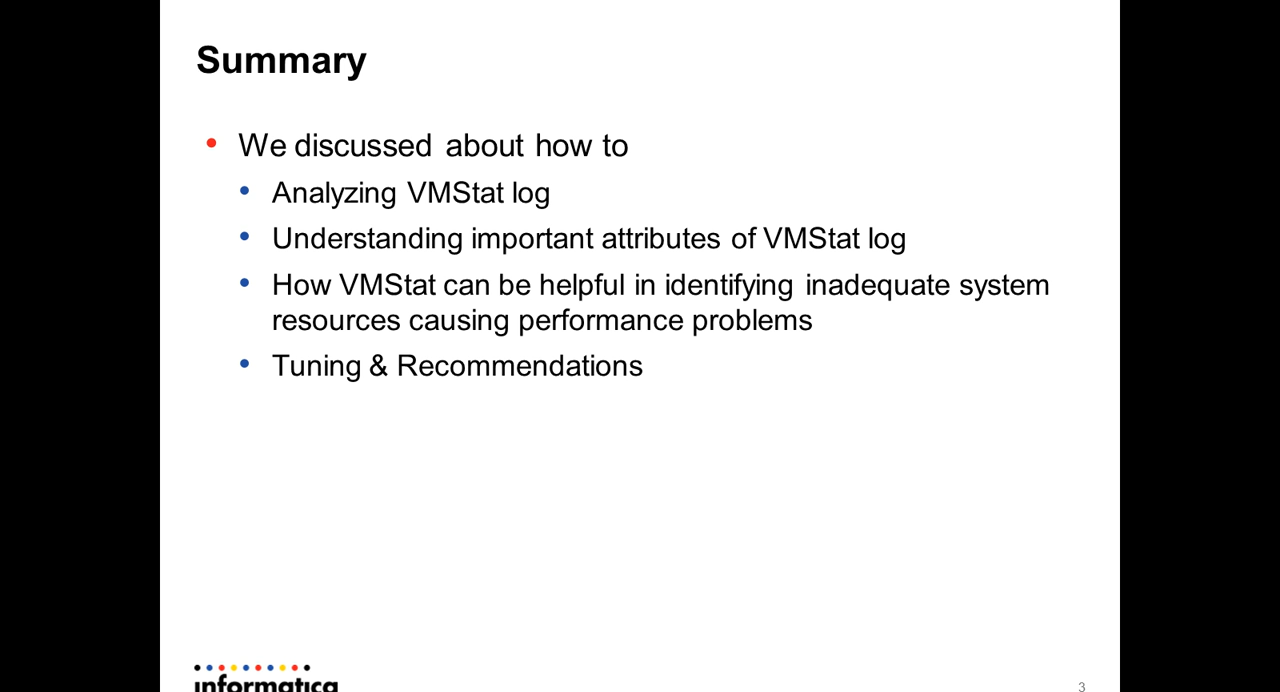 Summary
• We discussed about how to
• Analyzing VMStat log
• Understanding important attributes of VMStat log
• How VMStat can be helpful in identifying inadequate system
resources causing performance problems
• Tuning & Recommendations
informatica
3